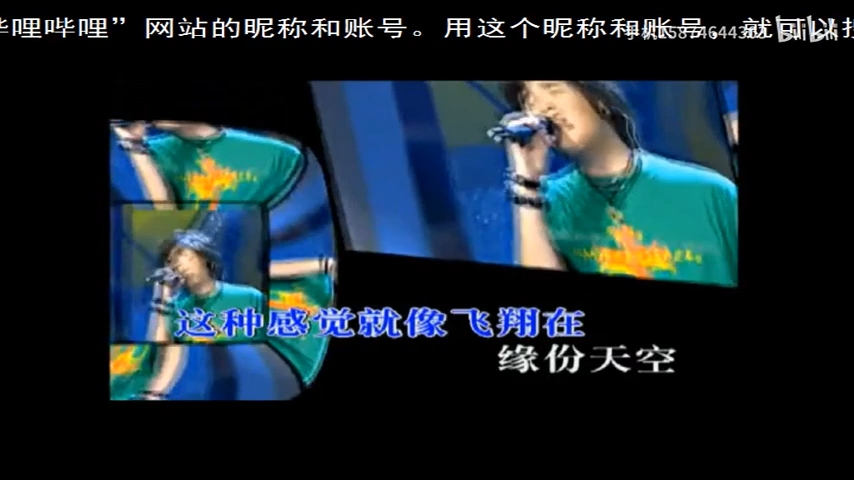 哔哩哔哩”网站的昵称和账号。用这个昵称和账号，就可以
bilibili
这种感觉就像飞翔在
缘份天空